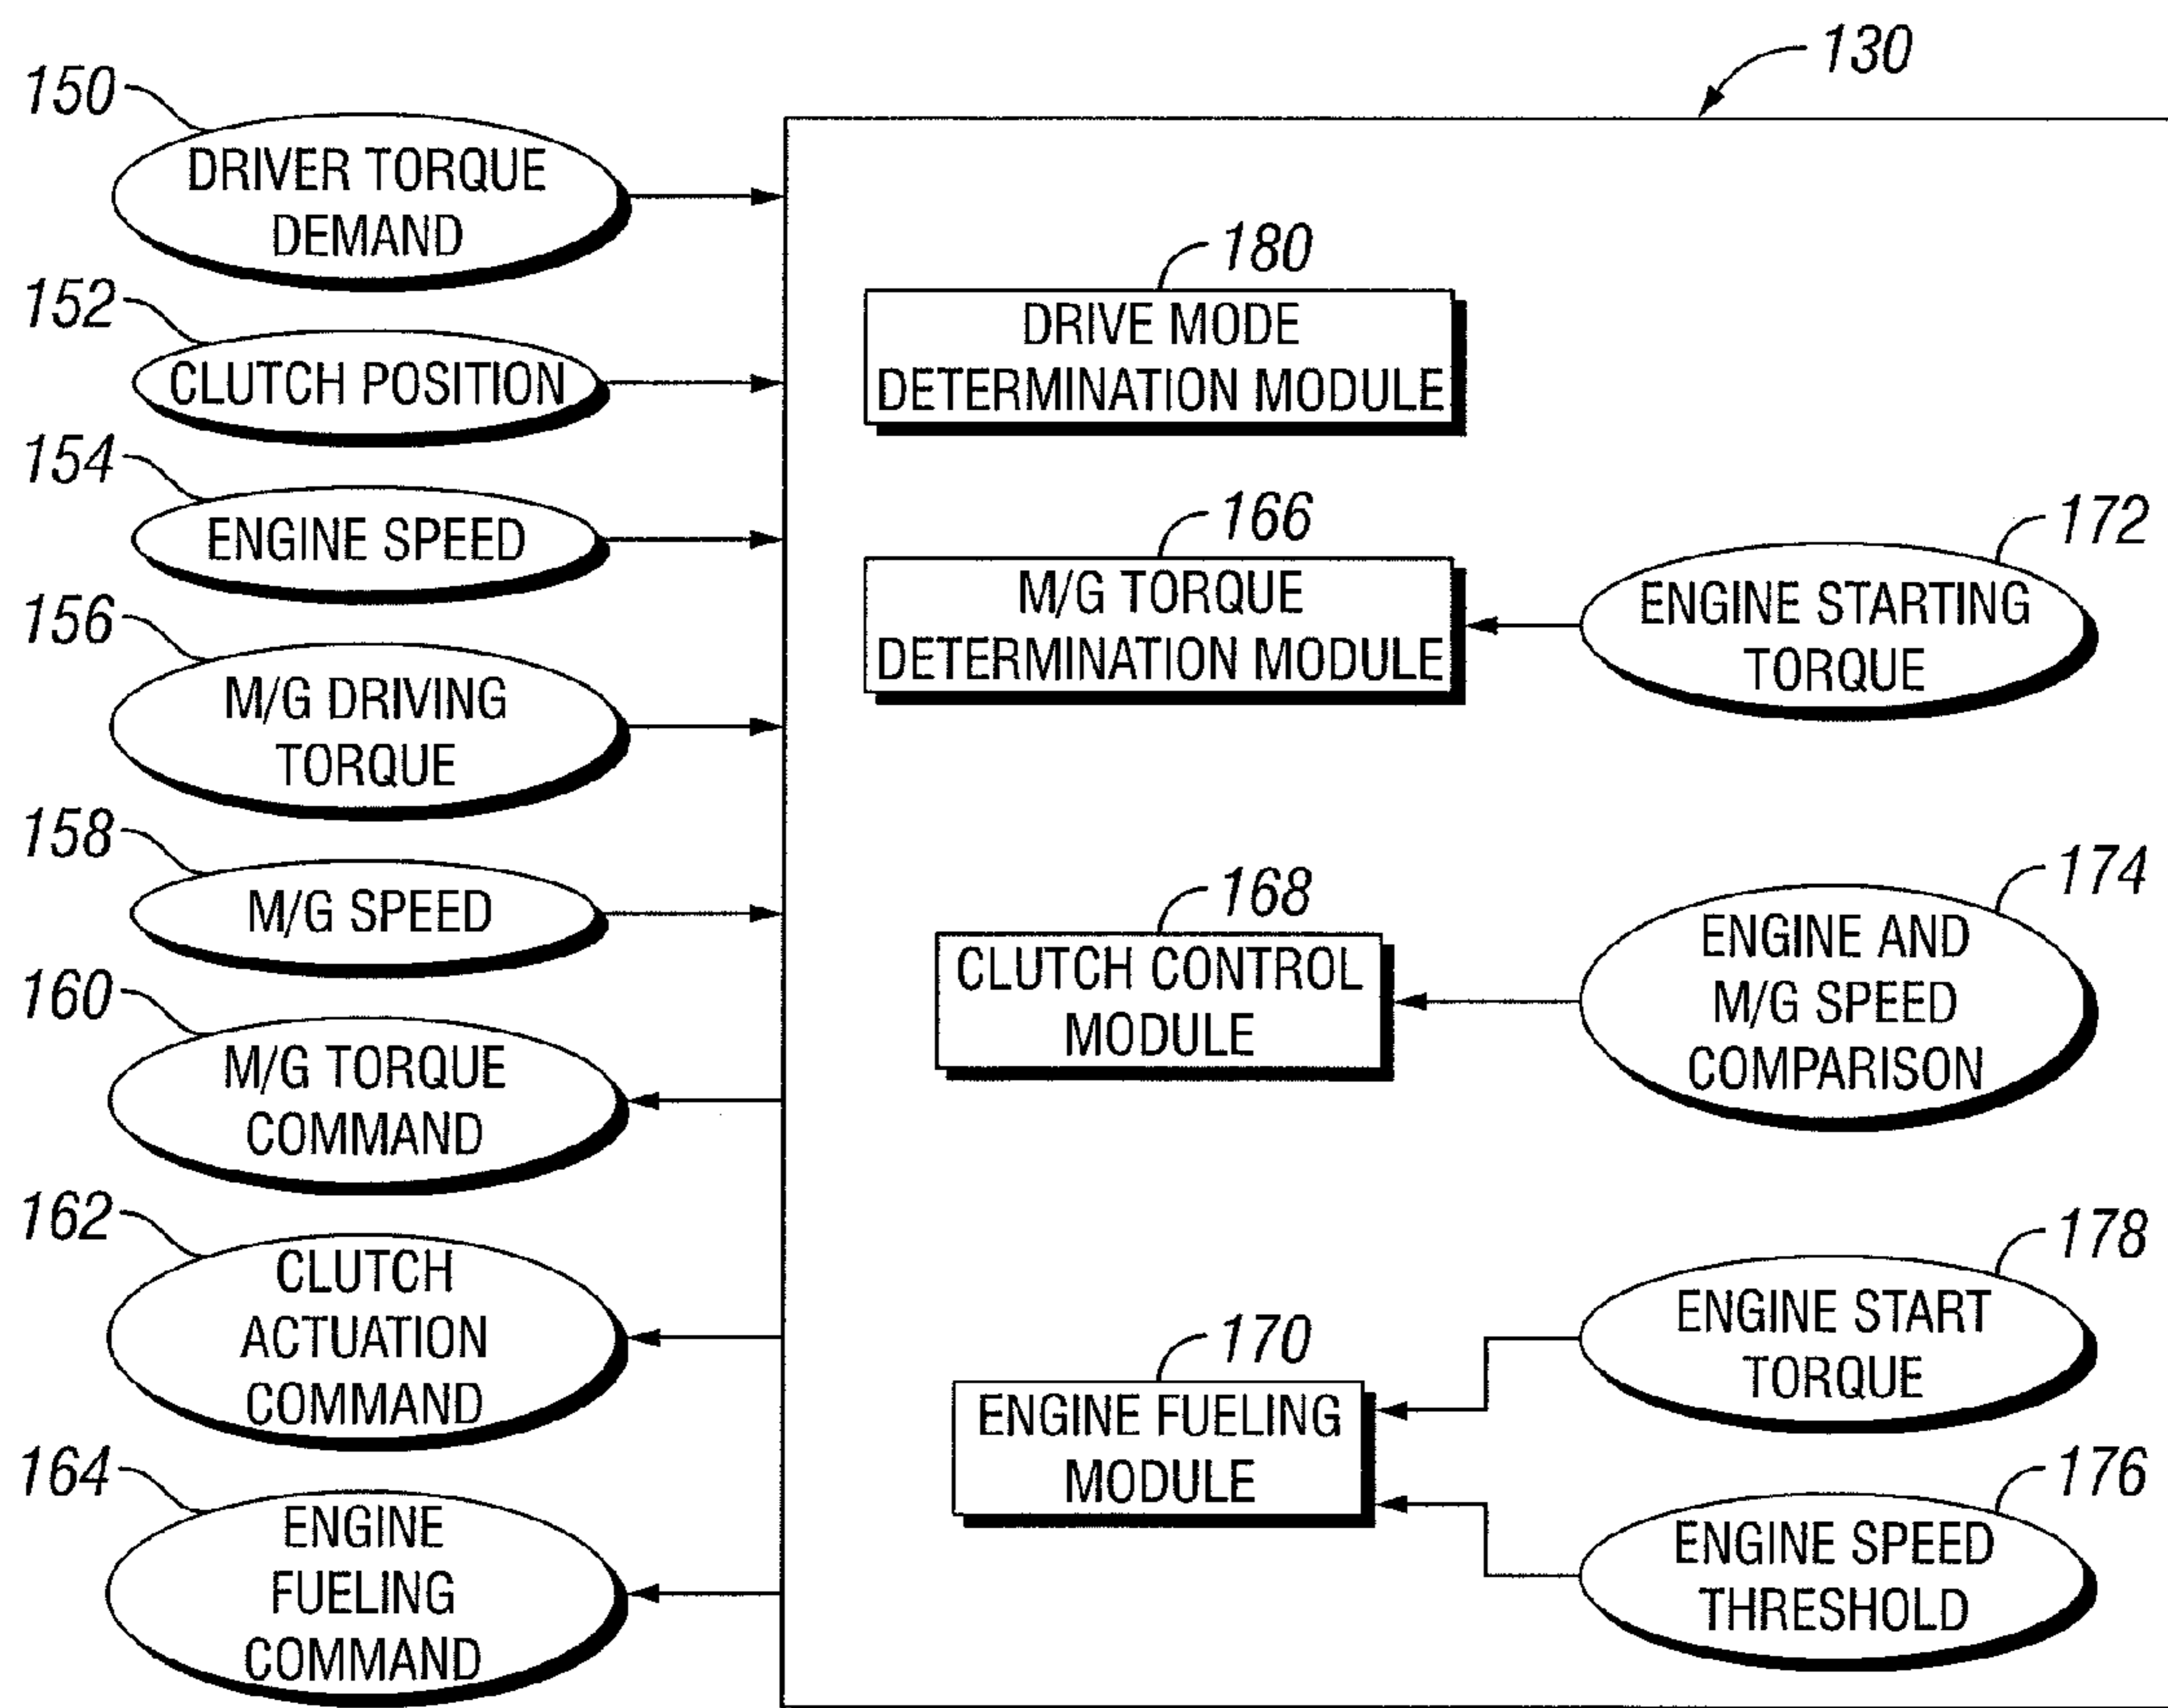 130
150
DRIVER TORQUE
DEMAND
152
CLUTCH POSITION
154
ENGINE SPEED
156
M/G DRIVING
TORQUE
158
M/G SPEED
160
M/G TORQUE
COMMAND
162
CLUTCH
ACTUATION
COMMAND
164
ENGINE
FUELING
COMMAND
180
DRIVE MODE
DETERMINATION MODULE
166
M/G TORQUE
DETERMINATION MODULE
172
ENGINE STARTING
TORQUE
168
CLUTCH CONTROL
MODULE
174
ENGINE AND
M/G SPEED
COMPARISON
170
ENGINE FUELING
MODULE
178
ENGINE START
TORQUE
176
ENGINE SPEED
THRESHOLD